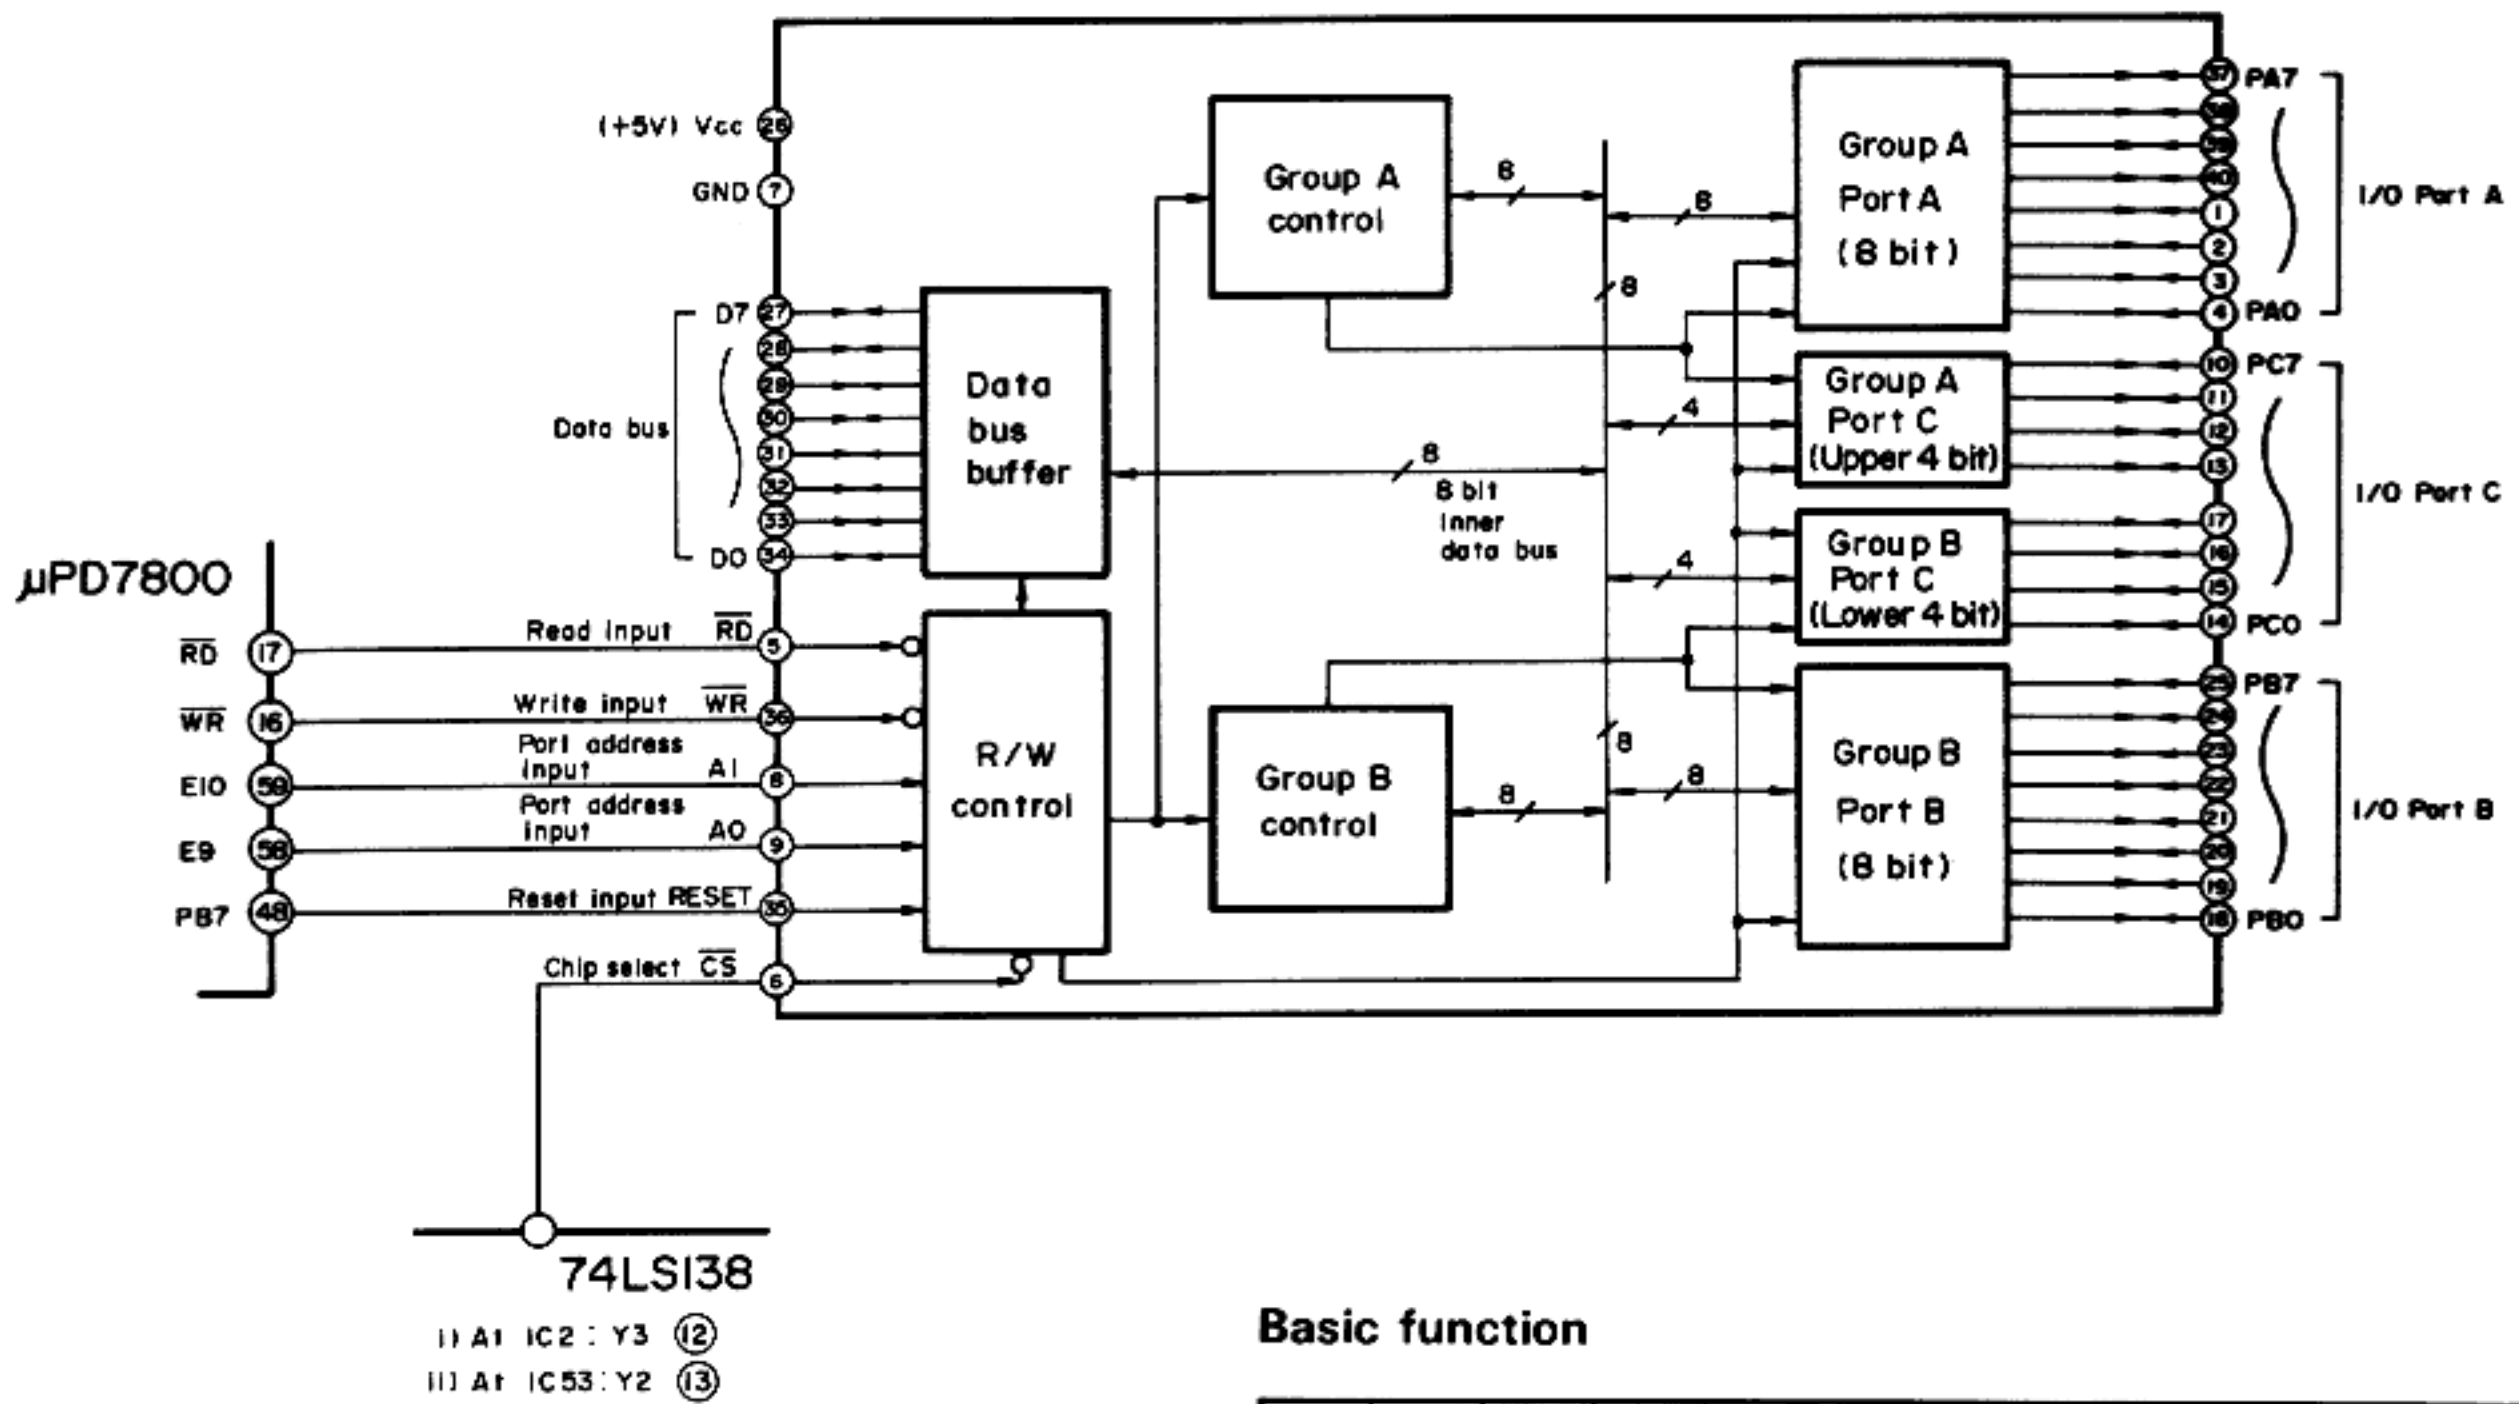 (+5V) Vcc 26
GND 7
D7 27
28
29
30
31
32
33
D0 34
Data bus
Data
bus
buffer
Group A
control
8
8
8
8
8 bit
inner
data bus
4
4
8
8
8
Group A
Port A
(8 bit)
Group A
Port C
(Upper 4 bit)
Group B
Port C
(Lower 4 bit)
Group B
Port B
(8 bit)
Group B
control
R/W
control
37 PA7
38
39
40
1
2
3
4 PA0
I/O Port A
10 PC7
11
12
13
17
16
15
14 PC0
I/O Port C
25 PB7
24
23
22
21
20
19
18 PB0
I/O Port B
μPD7800
RD 17 Read input RD 5
WR 16 Write input WR 36
E10 59 Port address
input A1 8
E9 58 Port address
input A0 9
PB7 48 Reset input RESET 35
Chip select CS 6
74LS138
i) At IC2 : Y3 12
ii) At IC53 : Y2 13
Basic function